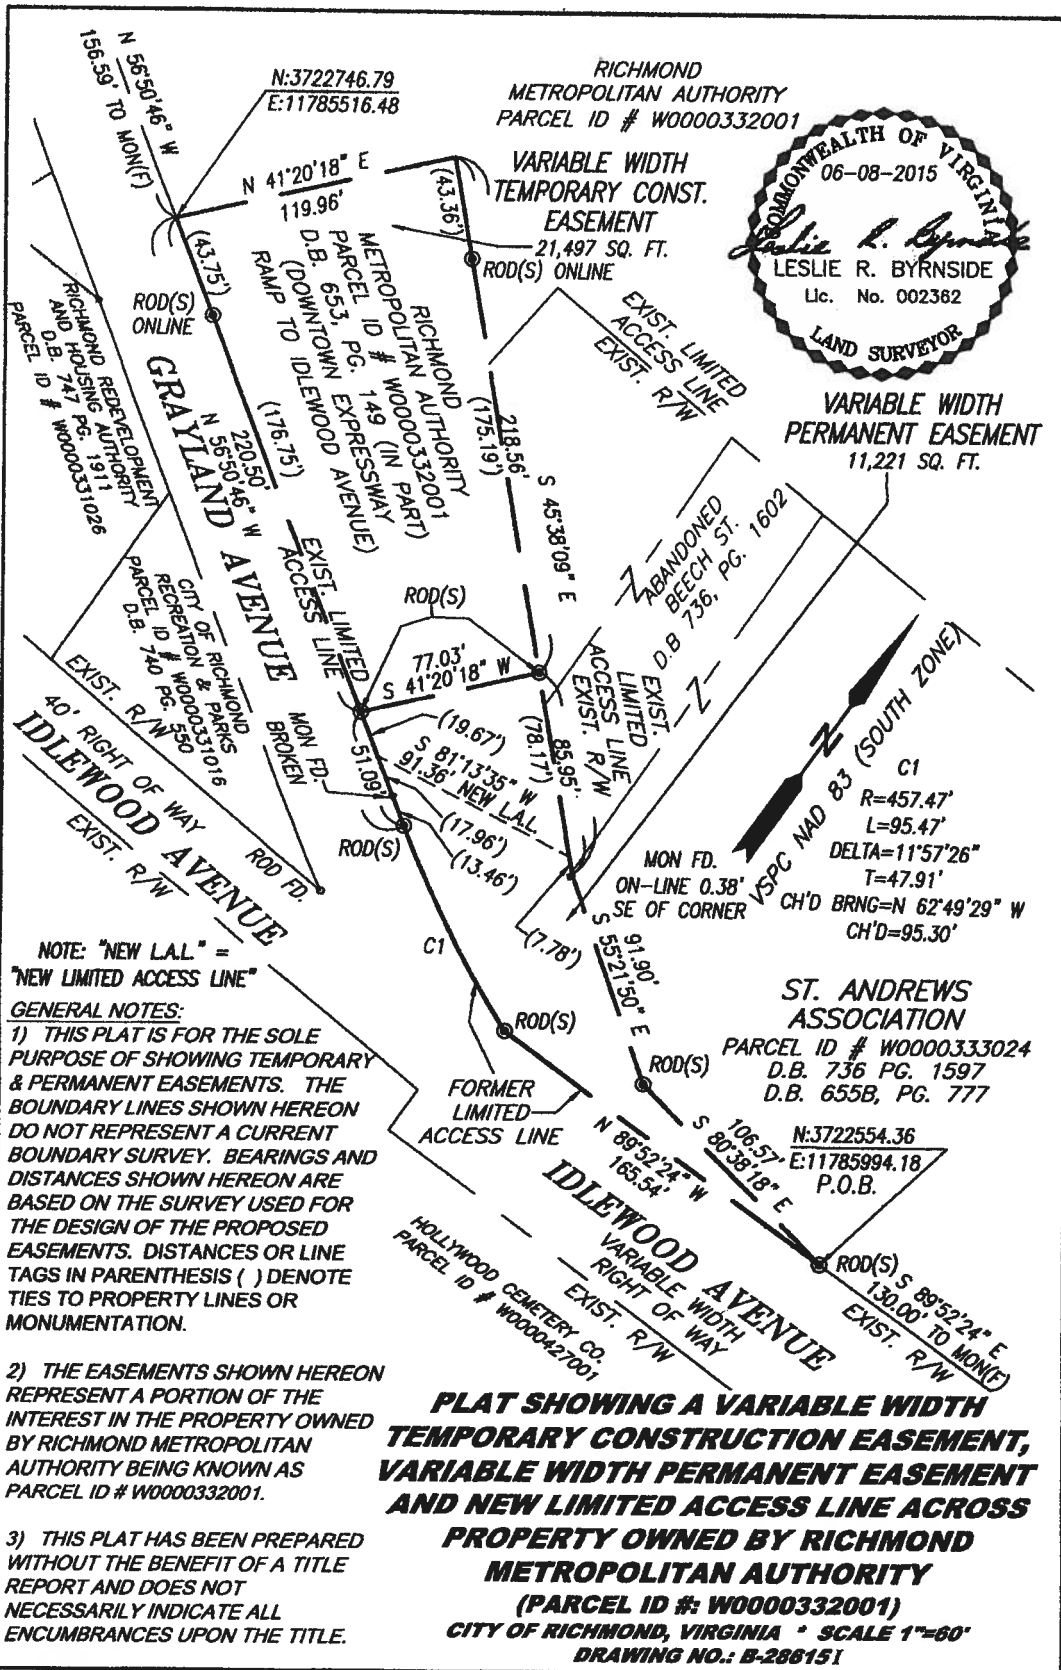 N 56°50'46" W
156.59' TO MON(F)
N:3722746.79
E:11785516.48
RICHMOND
METROPOLITAN AUTHORITY
PARCEL ID # W0000332001
COMMONWEALTH OF VIRGINIA
06-08-2015
Leslie R. Byrnside
LESLIE R. BYRNSIDE
Lic. No. 002362
LAND SURVEYOR
N 41°20'18" E
119.96'
(43.36')
VARIABLE WIDTH
TEMPORARY CONST.
EASEMENT
21,497 SQ. FT.
ROD(S) ONLINE
(43.75')
ROD(S)
ONLINE
RICHMOND
METROPOLITAN AUTHORITY
PARCEL ID # W0000332001
D.B. 653, PG. 149 (IN PART)
(DOWNTOWN EXPRESSWAY
RAMP TO IDLEWOOD AVENUE)
EXIST. LIMITED
ACCESS LINE
EXIST. R/W
VARIABLE WIDTH
PERMANENT EASEMENT
11,221 SQ. FT.
RICHMOND REDEVELOPMENT
AND HOUSING AUTHORITY
D.B. 747 PG. 1911
PARCEL ID # W0000331026
GRAYLAND AVENUE
(176.75')
220.50'
N 56°50'46" W
218.56'
(175.19')
S 45°38'09" E
ABANDONED
BEECH ST.
D.B 736, PG. 1602
EXIST. LIMITED
ACCESS LINE
CITY OF RICHMOND
RECREATION & PARKS
PARCEL ID # W0000331016
D.B. 740 PG. 550
ROD(S)
77.03'
S 41°20'18" W
EXIST.
LIMITED
ACCESS LINE
EXIST. R/W
EXIST. R/W
40' RIGHT OF WAY
IDLEWOOD AVENUE
EXIST. R/W
ROD FD.
MON FD.
BROKEN
51.09'
(19.67')
S 81°13'35" W
91.36' NEW L.A.L.
(17.96')
(13.46')
ROD(S)
85.95'
(78.17')
(7.78')
MON FD.
ON-LINE 0.38'
SE OF CORNER
N
VSPC NAD 83 (SOUTH ZONE)
C1
R=457.47'
L=95.47'
DELTA=11°57'26"
T=47.91'
CH'D BRNG=N 62°49'29" W
CH'D=95.30'
C1
91.90'
S 55°21'50" E
NOTE: "NEW L.A.L." =
"NEW LIMITED ACCESS LINE"
GENERAL NOTES:
1) THIS PLAT IS FOR THE SOLE
PURPOSE OF SHOWING TEMPORARY
& PERMANENT EASEMENTS. THE
BOUNDARY LINES SHOWN HEREON
DO NOT REPRESENT A CURRENT
BOUNDARY SURVEY. BEARINGS AND
DISTANCES SHOWN HEREON ARE
BASED ON THE SURVEY USED FOR
THE DESIGN OF THE PROPOSED
EASEMENTS. DISTANCES OR LINE
TAGS IN PARENTHESIS ( ) DENOTE
TIES TO PROPERTY LINES OR
MONUMENTATION.
2) THE EASEMENTS SHOWN HEREON
REPRESENT A PORTION OF THE
INTEREST IN THE PROPERTY OWNED
BY RICHMOND METROPOLITAN
AUTHORITY BEING KNOWN AS
PARCEL ID # W0000332001.
3) THIS PLAT HAS BEEN PREPARED
WITHOUT THE BENEFIT OF A TITLE
REPORT AND DOES NOT
NECESSARILY INDICATE ALL
ENCUMBRANCES UPON THE TITLE.
ROD(S)
FORMER
LIMITED
ACCESS LINE
ROD(S)
ST. ANDREWS
ASSOCIATION
PARCEL ID # W0000333024
D.B. 736 PG. 1597
D.B. 655B, PG. 777
N:3722554.36
E:11785994.18
P.O.B.
106.57'
S 80°38'18" E
N 89°52'24" W
165.54'
IDLEWOOD AVENUE
VARIABLE WIDTH
RIGHT OF WAY
EXIST. R/W
HOLLYWOOD CEMETERY CO.
PARCEL ID # W0000427001
ROD(S)
S 89°52'24" E
130.00' TO MON(F)
EXIST. R/W
PLAT SHOWING A VARIABLE WIDTH
TEMPORARY CONSTRUCTION EASEMENT,
VARIABLE WIDTH PERMANENT EASEMENT
AND NEW LIMITED ACCESS LINE ACROSS
PROPERTY OWNED BY RICHMOND
METROPOLITAN AUTHORITY
(PARCEL ID #: W0000332001)
CITY OF RICHMOND, VIRGINIA * SCALE 1"=60'
DRAWING NO.: B-28615I